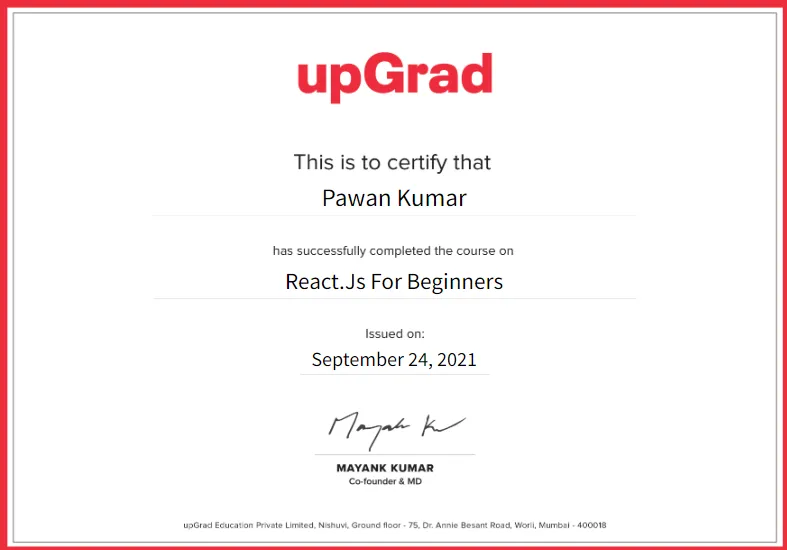 upGrad
This is to certify that
Pawan Kumar
has successfully completed the course on
React.Js For Beginners
Issued on:
September 24, 2021
Mayank Ku
MAYANK KUMAR
Co-founder & MD
upGrad Education Private Limited, Nishuvi, Ground floor - 75, Dr. Annie Besant Road, Worli, Mumbai - 400018